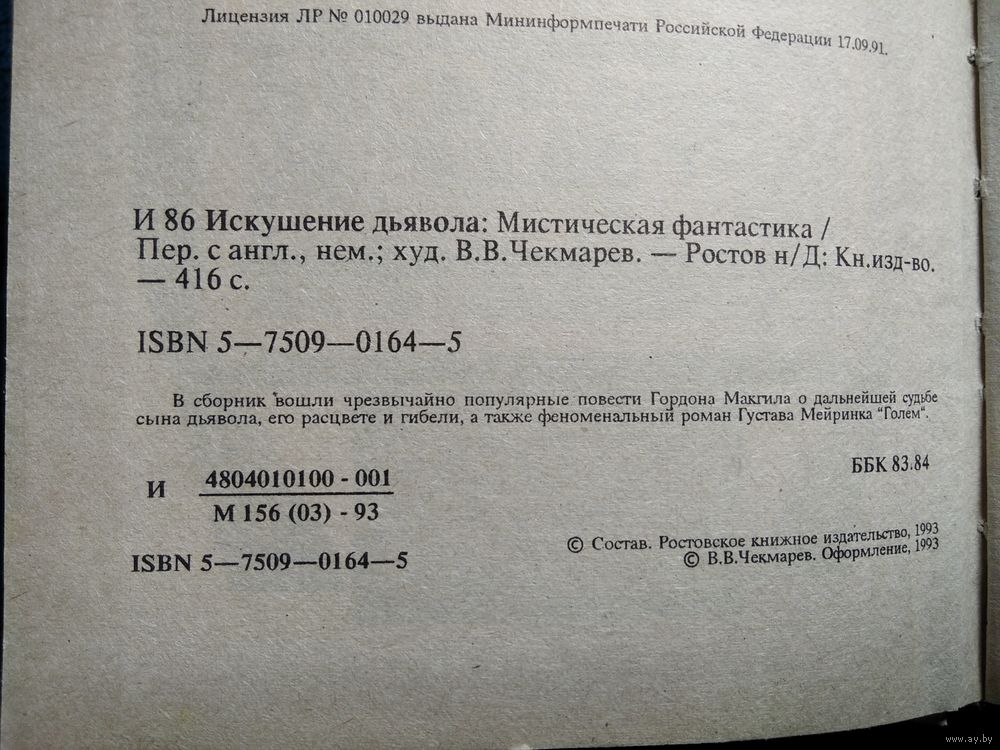 Лицензия ЛР № 010029 выдана Мининформпечати Российской Федерации 17.09.91.
И 86 Искушение дьявола: Мистическая фантастика /
Пер. с англ., нем.; худ. В.В.Чекмарев. — Ростов н/Д: Кн.изд-во.
— 416 с.
ISBN 5—7509—0164—5
В сборник вошли чрезвычайно популярные повести Гордона Макгила о дальнейшей судьбе
сына дьявола, его расцвете и гибели, а также феноменальный роман Густава Мейринка "Голем".
ББК 83.84
И 4804010100 - 001
М 156 (03) - 93
ISBN 5—7509—0164—5
© Состав. Ростовское книжное издательство, 1993
© В.В.Чекмарев. Оформление, 1993
www.ay.by